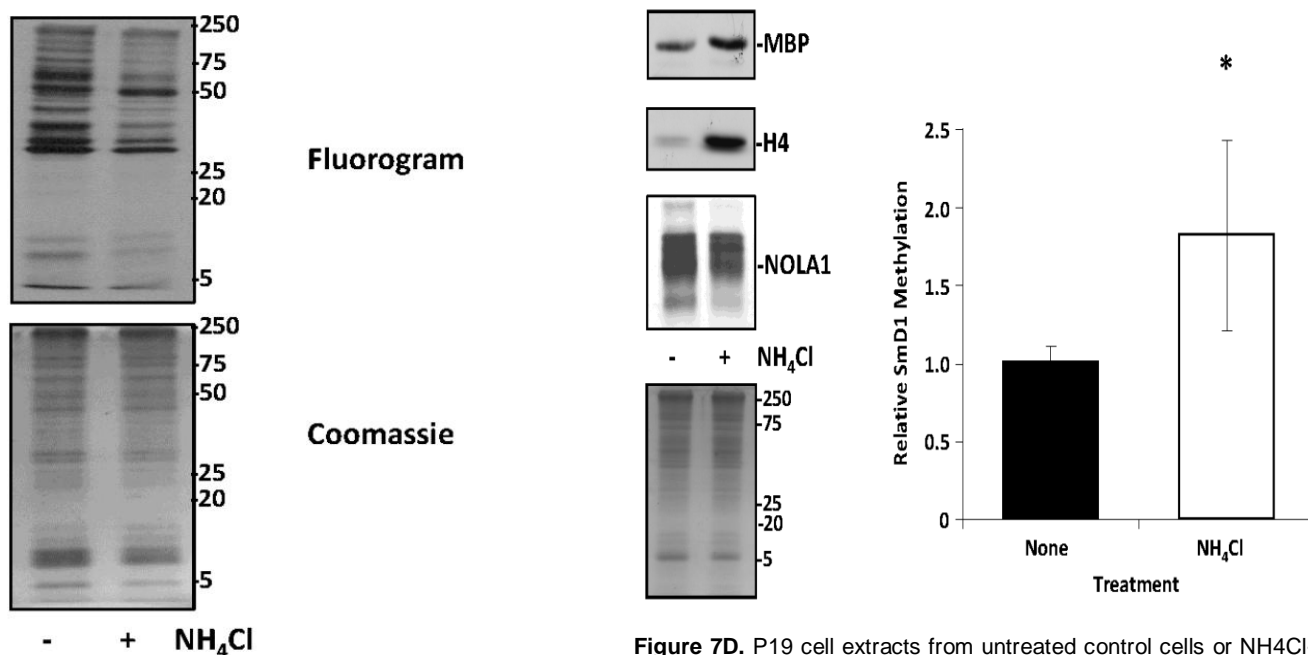 -250
-75
-50
-25
-20
-5
Fluorogram
-250
-75
-50
-25
-20
-5
Coomassie
- + NH₄Cl
-MBP
-H4
-NOLA1
- + NH₄Cl
-250
-75
-25
-20
-5
*
Relative SmD1 Methylation
2.5
2.0
1.5
1.0
0.5
0
None NH₄Cl
Treatment
Figure 7D. P19 cell extracts from untreated control cells or NH4Cl